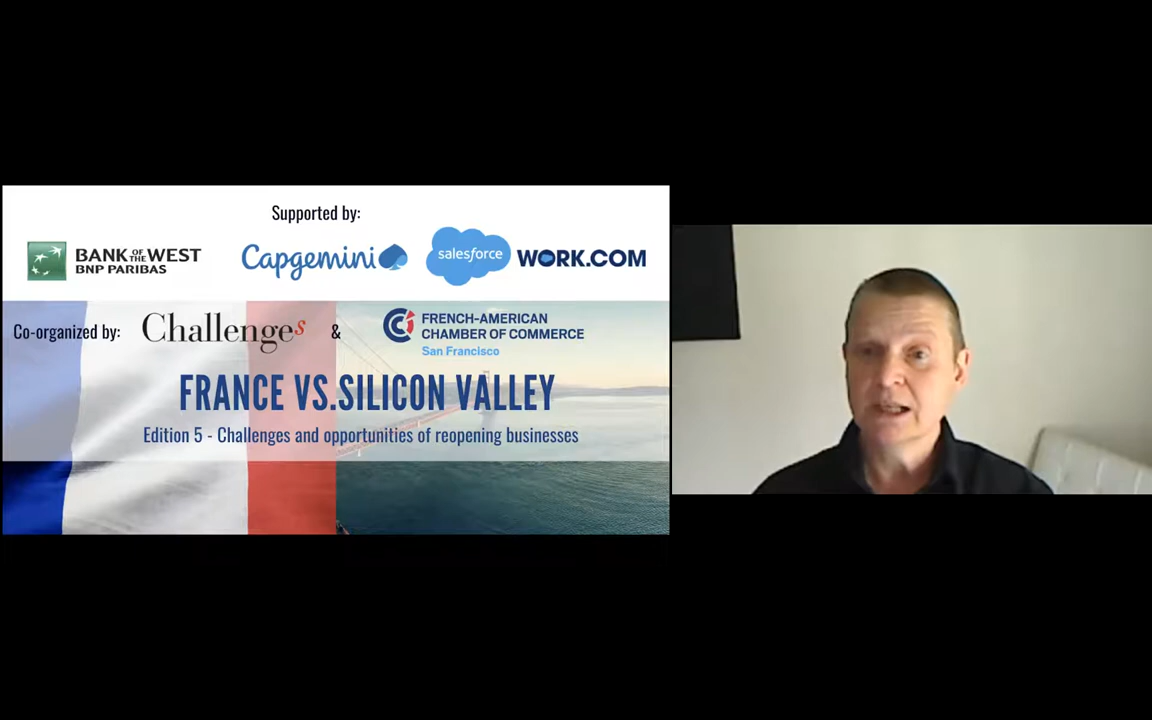 Supported by:
BANK OF THE WEST
BNP PARIBAS
Capgemini
salesforce
WORK.COM
Co-organized by:
Challenges
&
FRENCH-AMERICAN
CHAMBER OF COMMERCE
San Francisco
FRANCE VS.SILICON VALLEY
Edition 5 - Challenges and opportunities of reopening businesses